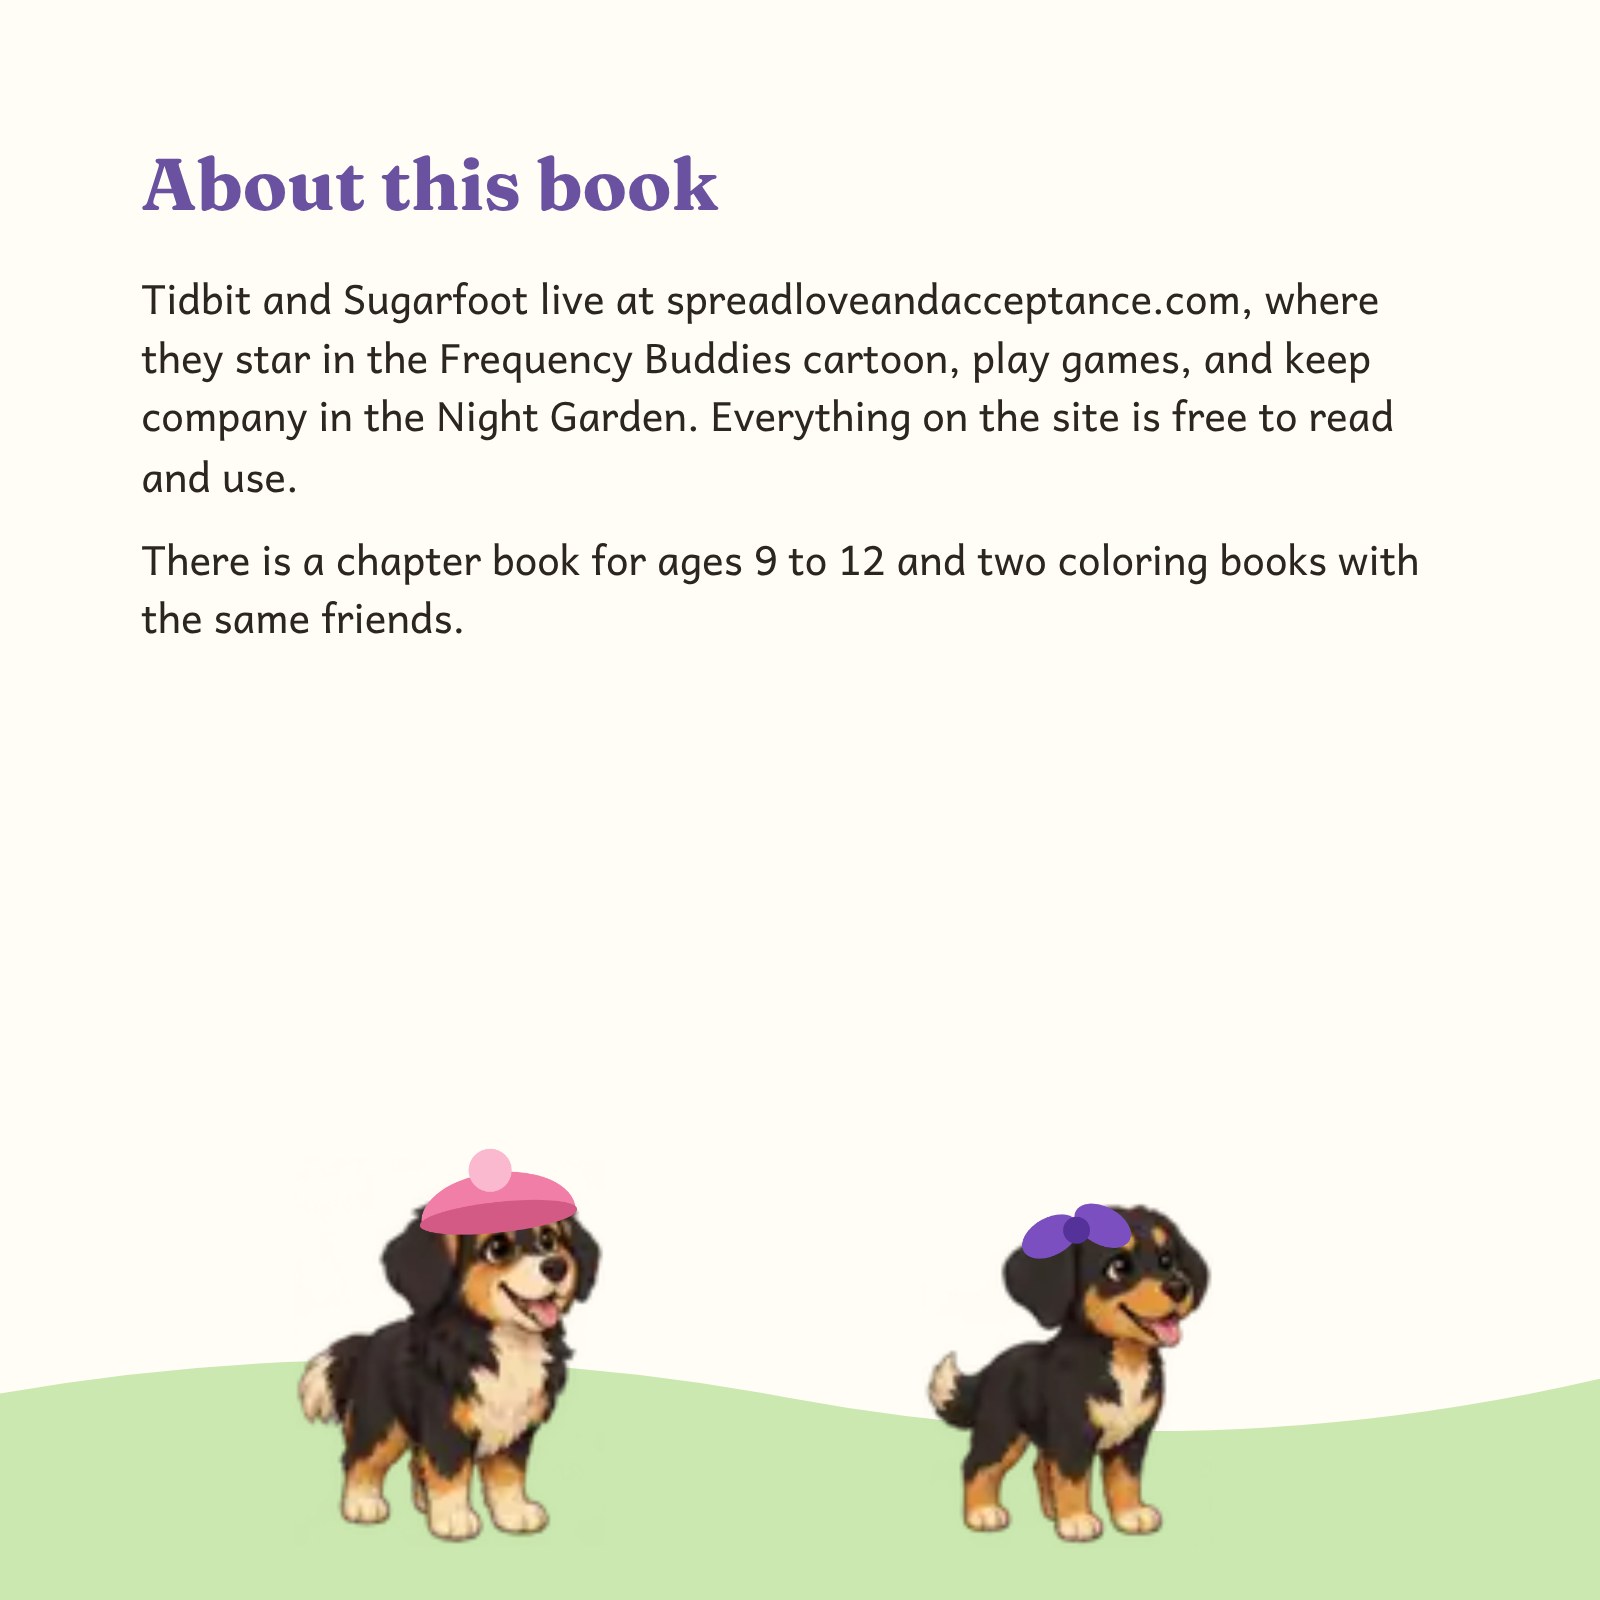 About this book
Tidbit and Sugarfoot live at spreadloveandacceptance.com, where
they star in the Frequency Buddies cartoon, play games, and keep
company in the Night Garden. Everything on the site is free to read
and use.
There is a chapter book for ages 9 to 12 and two coloring books with
the same friends.